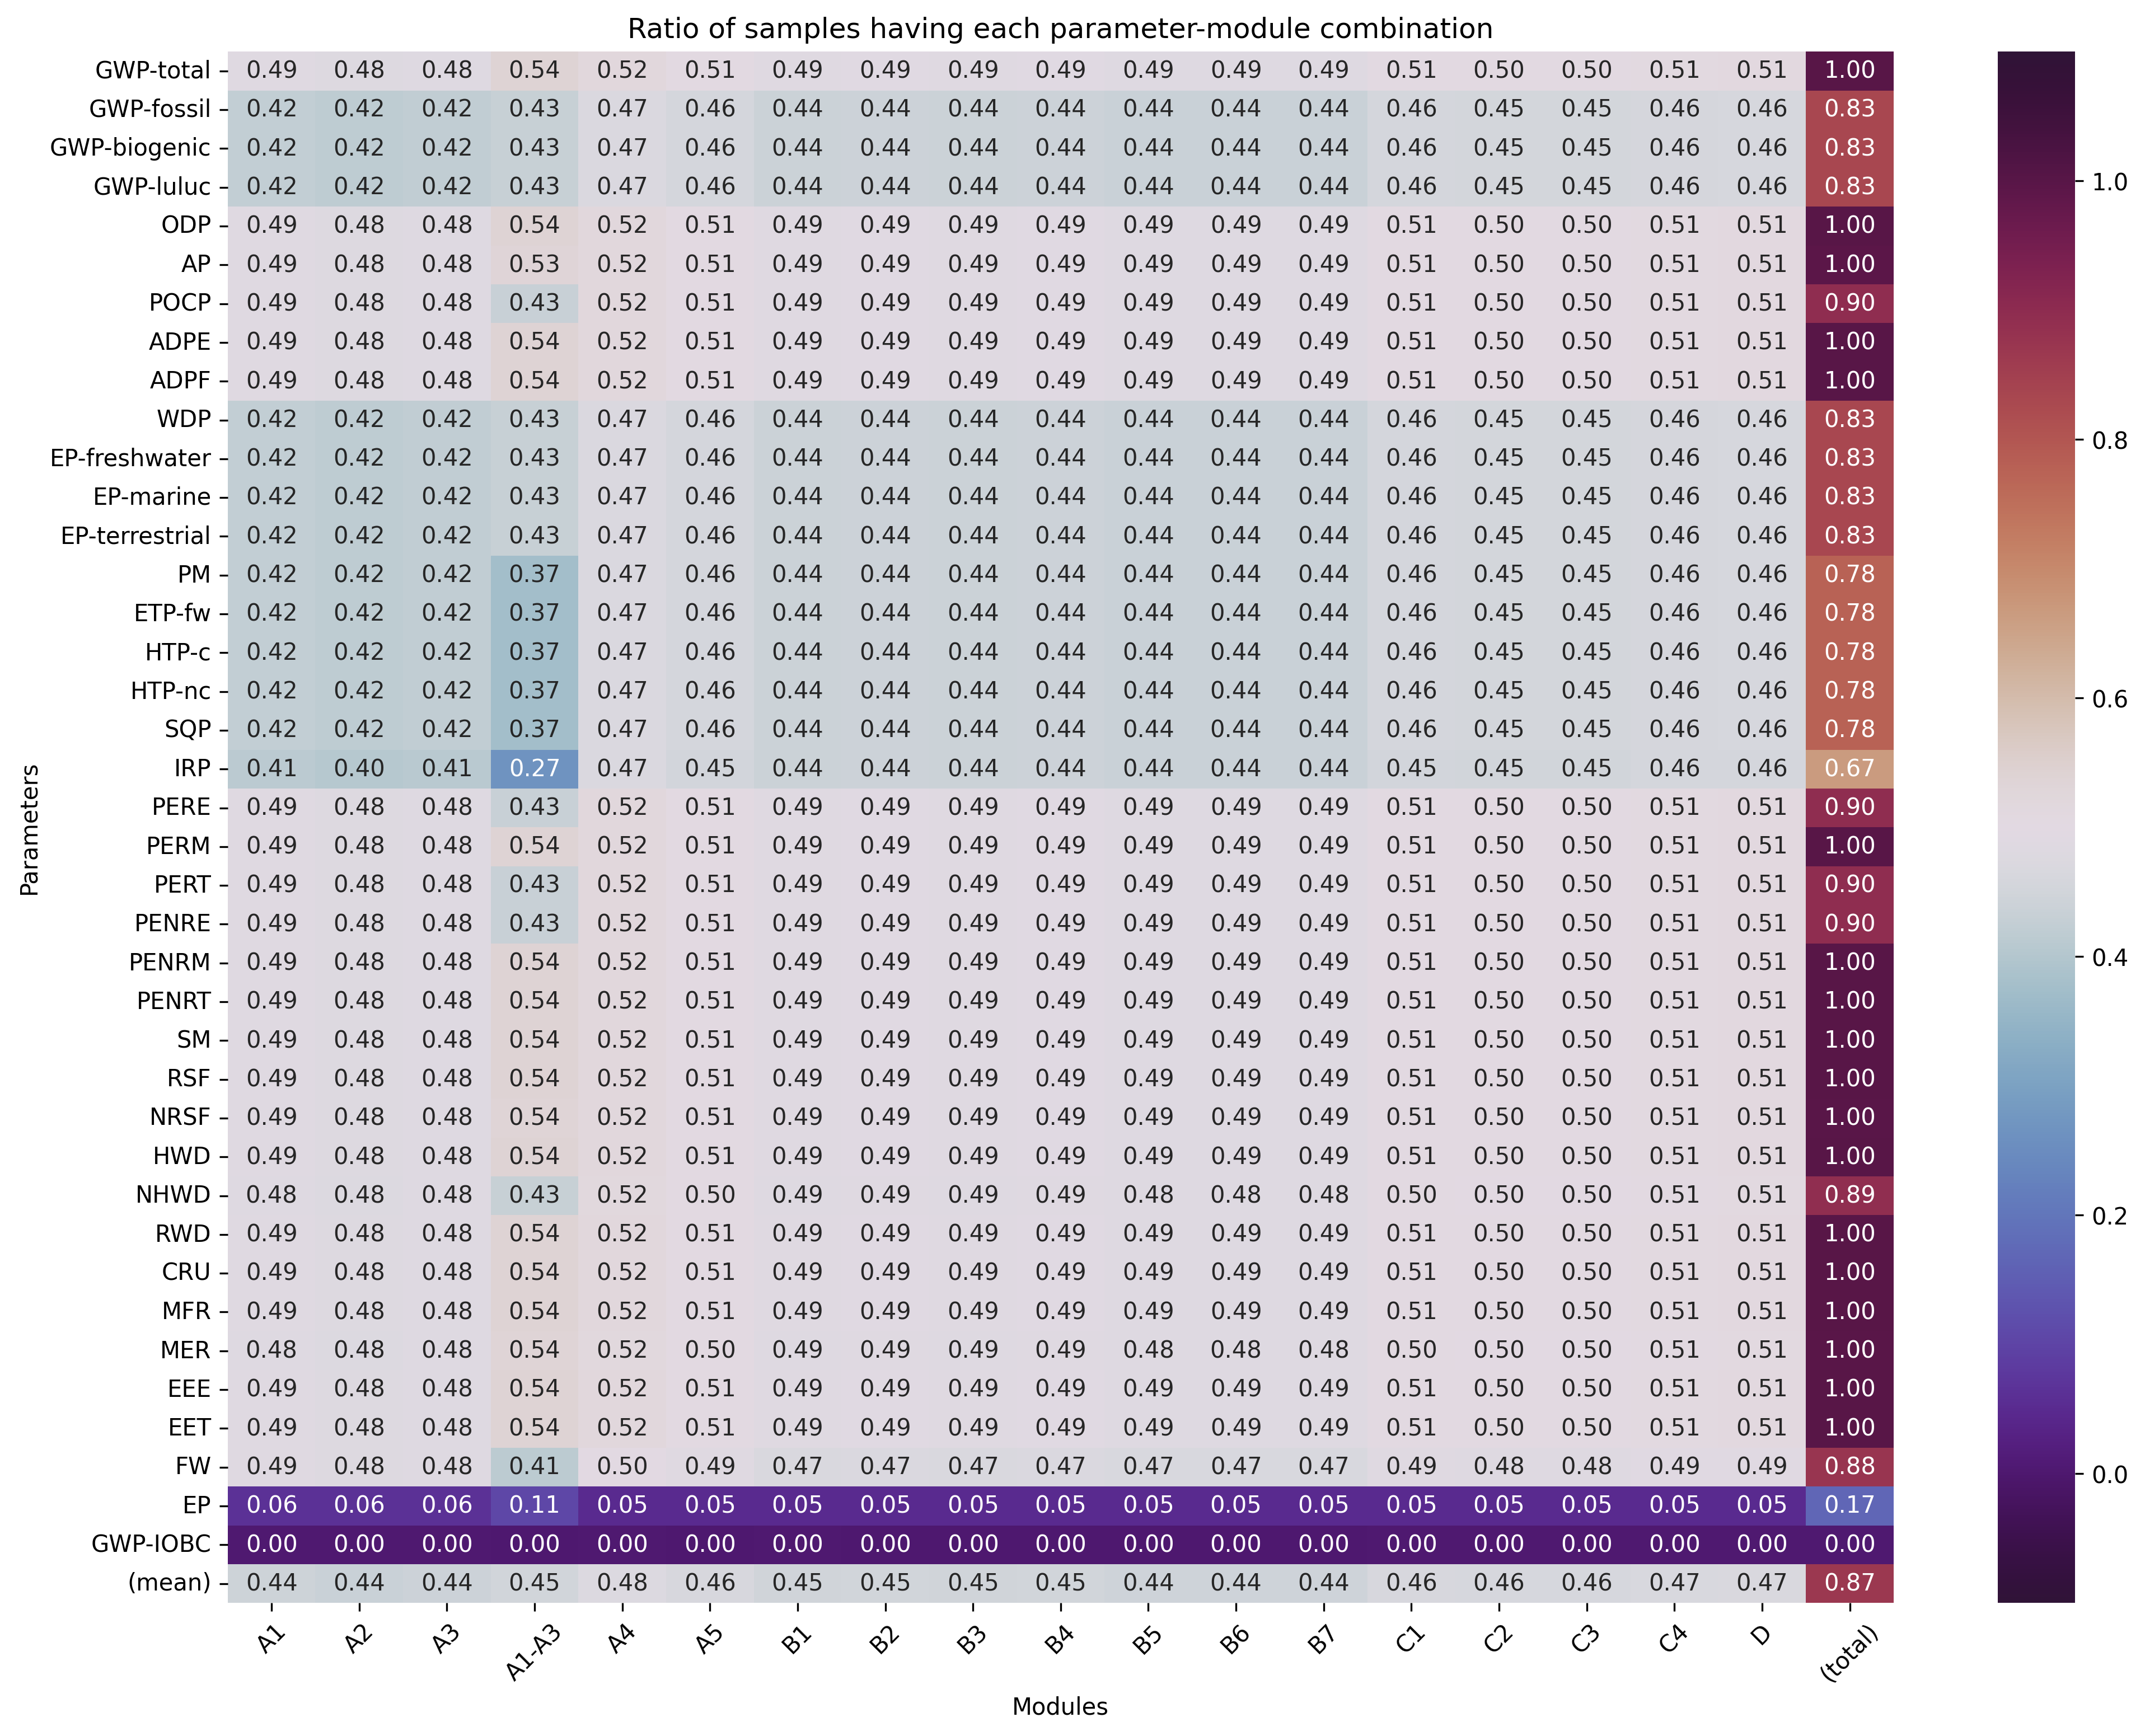 Ratio of samples having each parameter-module combination
GWP-total 0.49 0.48 0.48 0.54 0.52 0.51 0.49 0.49 0.49 0.49 0.49 0.49 0.49 0.51 0.50 0.50 0.51 0.51 1.00
GWP-fossil 0.42 0.42 0.42 0.43 0.47 0.46 0.44 0.44 0.44 0.44 0.44 0.44 0.44 0.46 0.45 0.45 0.46 0.46 0.83
GWP-biogenic 0.42 0.42 0.42 0.43 0.47 0.46 0.44 0.44 0.44 0.44 0.44 0.44 0.44 0.46 0.45 0.45 0.46 0.46 0.83
GWP-luluc 0.42 0.42 0.42 0.43 0.47 0.46 0.44 0.44 0.44 0.44 0.44 0.44 0.44 0.46 0.45 0.45 0.46 0.46 0.83
1.0
ODP 0.49 0.48 0.48 0.54 0.52 0.51 0.49 0.49 0.49 0.49 0.49 0.49 0.49 0.51 0.50 0.50 0.51 0.51 1.00
AP 0.49 0.48 0.48 0.53 0.52 0.51 0.49 0.49 0.49 0.49 0.49 0.49 0.49 0.51 0.50 0.50 0.51 0.51 1.00
POCP 0.49 0.48 0.48 0.43 0.52 0.51 0.49 0.49 0.49 0.49 0.49 0.49 0.49 0.51 0.50 0.50 0.51 0.51 0.90
ADPE 0.49 0.48 0.48 0.54 0.52 0.51 0.49 0.49 0.49 0.49 0.49 0.49 0.49 0.51 0.50 0.50 0.51 0.51 1.00
ADPF 0.49 0.48 0.48 0.54 0.52 0.51 0.49 0.49 0.49 0.49 0.49 0.49 0.49 0.51 0.50 0.50 0.51 0.51 1.00
WDP 0.42 0.42 0.42 0.43 0.47 0.46 0.44 0.44 0.44 0.44 0.44 0.44 0.44 0.46 0.45 0.45 0.46 0.46 0.83
0.8
EP-freshwater 0.42 0.42 0.42 0.43 0.47 0.46 0.44 0.44 0.44 0.44 0.44 0.44 0.44 0.46 0.45 0.45 0.46 0.46 0.83
EP-marine 0.42 0.42 0.42 0.43 0.47 0.46 0.44 0.44 0.44 0.44 0.44 0.44 0.44 0.46 0.45 0.45 0.46 0.46 0.83
EP-terrestrial 0.42 0.42 0.42 0.43 0.47 0.46 0.44 0.44 0.44 0.44 0.44 0.44 0.44 0.46 0.45 0.45 0.46 0.46 0.83
PM 0.42 0.42 0.42 0.37 0.47 0.46 0.44 0.44 0.44 0.44 0.44 0.44 0.44 0.46 0.45 0.45 0.46 0.46 0.78
ETP-fw 0.42 0.42 0.42 0.37 0.47 0.46 0.44 0.44 0.44 0.44 0.44 0.44 0.44 0.46 0.45 0.45 0.46 0.46 0.78
HTP-c 0.42 0.42 0.42 0.37 0.47 0.46 0.44 0.44 0.44 0.44 0.44 0.44 0.44 0.46 0.45 0.45 0.46 0.46 0.78
HTP-nc 0.42 0.42 0.42 0.37 0.47 0.46 0.44 0.44 0.44 0.44 0.44 0.44 0.44 0.46 0.45 0.45 0.46 0.46 0.78
0.6
SQP 0.42 0.42 0.42 0.37 0.47 0.46 0.44 0.44 0.44 0.44 0.44 0.44 0.44 0.46 0.45 0.45 0.46 0.46 0.78
IRP 0.41 0.40 0.41 0.27 0.47 0.45 0.44 0.44 0.44 0.44 0.44 0.44 0.44 0.45 0.45 0.45 0.46 0.46 0.67
PERE 0.49 0.48 0.48 0.43 0.52 0.51 0.49 0.49 0.49 0.49 0.49 0.49 0.49 0.51 0.50 0.50 0.51 0.51 0.90
Parameters
PERM 0.49 0.48 0.48 0.54 0.52 0.51 0.49 0.49 0.49 0.49 0.49 0.49 0.49 0.51 0.50 0.50 0.51 0.51 1.00
PERT 0.49 0.48 0.48 0.43 0.52 0.51 0.49 0.49 0.49 0.49 0.49 0.49 0.49 0.51 0.50 0.50 0.51 0.51 0.90
PENRE 0.49 0.48 0.48 0.43 0.52 0.51 0.49 0.49 0.49 0.49 0.49 0.49 0.49 0.51 0.50 0.50 0.51 0.51 0.90
0.4
PENRM 0.49 0.48 0.48 0.54 0.52 0.51 0.49 0.49 0.49 0.49 0.49 0.49 0.49 0.51 0.50 0.50 0.51 0.51 1.00
PENRT 0.49 0.48 0.48 0.54 0.52 0.51 0.49 0.49 0.49 0.49 0.49 0.49 0.49 0.51 0.50 0.50 0.51 0.51 1.00
SM 0.49 0.48 0.48 0.54 0.52 0.51 0.49 0.49 0.49 0.49 0.49 0.49 0.49 0.51 0.50 0.50 0.51 0.51 1.00
RSF 0.49 0.48 0.48 0.54 0.52 0.51 0.49 0.49 0.49 0.49 0.49 0.49 0.49 0.51 0.50 0.50 0.51 0.51 1.00
NRSF 0.49 0.48 0.48 0.54 0.52 0.51 0.49 0.49 0.49 0.49 0.49 0.49 0.49 0.51 0.50 0.50 0.51 0.51 1.00
HWD 0.49 0.48 0.48 0.54 0.52 0.51 0.49 0.49 0.49 0.49 0.49 0.49 0.49 0.51 0.50 0.50 0.51 0.51 1.00
NHWD 0.48 0.48 0.48 0.43 0.52 0.50 0.49 0.49 0.49 0.49 0.48 0.48 0.48 0.50 0.50 0.50 0.51 0.51 0.89
0.2
RWD 0.49 0.48 0.48 0.54 0.52 0.51 0.49 0.49 0.49 0.49 0.49 0.49 0.49 0.51 0.50 0.50 0.51 0.51 1.00
CRU 0.49 0.48 0.48 0.54 0.52 0.51 0.49 0.49 0.49 0.49 0.49 0.49 0.49 0.51 0.50 0.50 0.51 0.51 1.00
MFR 0.49 0.48 0.48 0.54 0.52 0.51 0.49 0.49 0.49 0.49 0.49 0.49 0.49 0.51 0.50 0.50 0.51 0.51 1.00
MER 0.48 0.48 0.48 0.54 0.52 0.50 0.49 0.49 0.49 0.49 0.48 0.48 0.48 0.50 0.50 0.50 0.51 0.51 1.00
EEE 0.49 0.48 0.48 0.54 0.52 0.51 0.49 0.49 0.49 0.49 0.49 0.49 0.49 0.51 0.50 0.50 0.51 0.51 1.00
EET 0.49 0.48 0.48 0.54 0.52 0.51 0.49 0.49 0.49 0.49 0.49 0.49 0.49 0.51 0.50 0.50 0.51 0.51 1.00
FW 0.49 0.48 0.48 0.41 0.50 0.49 0.47 0.47 0.47 0.47 0.47 0.47 0.47 0.49 0.48 0.48 0.49 0.49 0.88
0.0
EP 0.06 0.06 0.06 0.11 0.05 0.05 0.05 0.05 0.05 0.05 0.05 0.05 0.05 0.05 0.05 0.05 0.05 0.05 0.17
GWP-IOBC 0.00 0.00 0.00 0.00 0.00 0.00 0.00 0.00 0.00 0.00 0.00 0.00 0.00 0.00 0.00 0.00 0.00 0.00 0.00
(mean) 0.44 0.44 0.44 0.45 0.48 0.46 0.45 0.45 0.45 0.45 0.44 0.44 0.44 0.46 0.46 0.46 0.47 0.47 0.87
A1 A2 A3 A1-A3 A4 A5 B1 B2 B3 B4 B5 B6 B7 C1 C2 C3 C4 D (total)
Modules